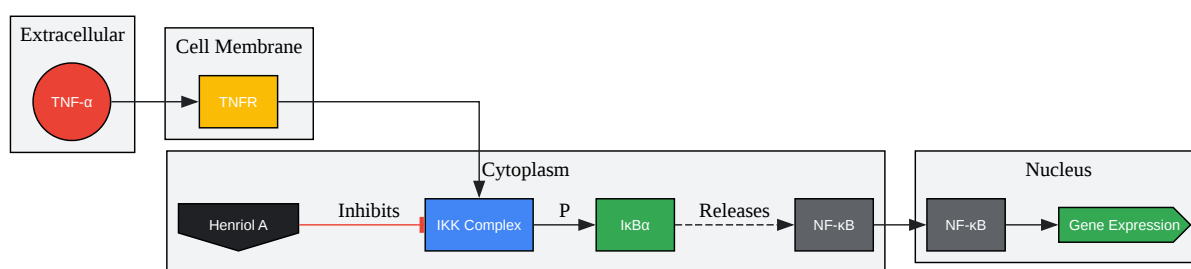 Extracellular
TNF-α
Cell Membrane
TNFR
Cytoplasm
Henriol A
Inhibits
IKK Complex
P
IκBα
Releases
NF-κB
Nucleus
NF-κB
Gene Expression